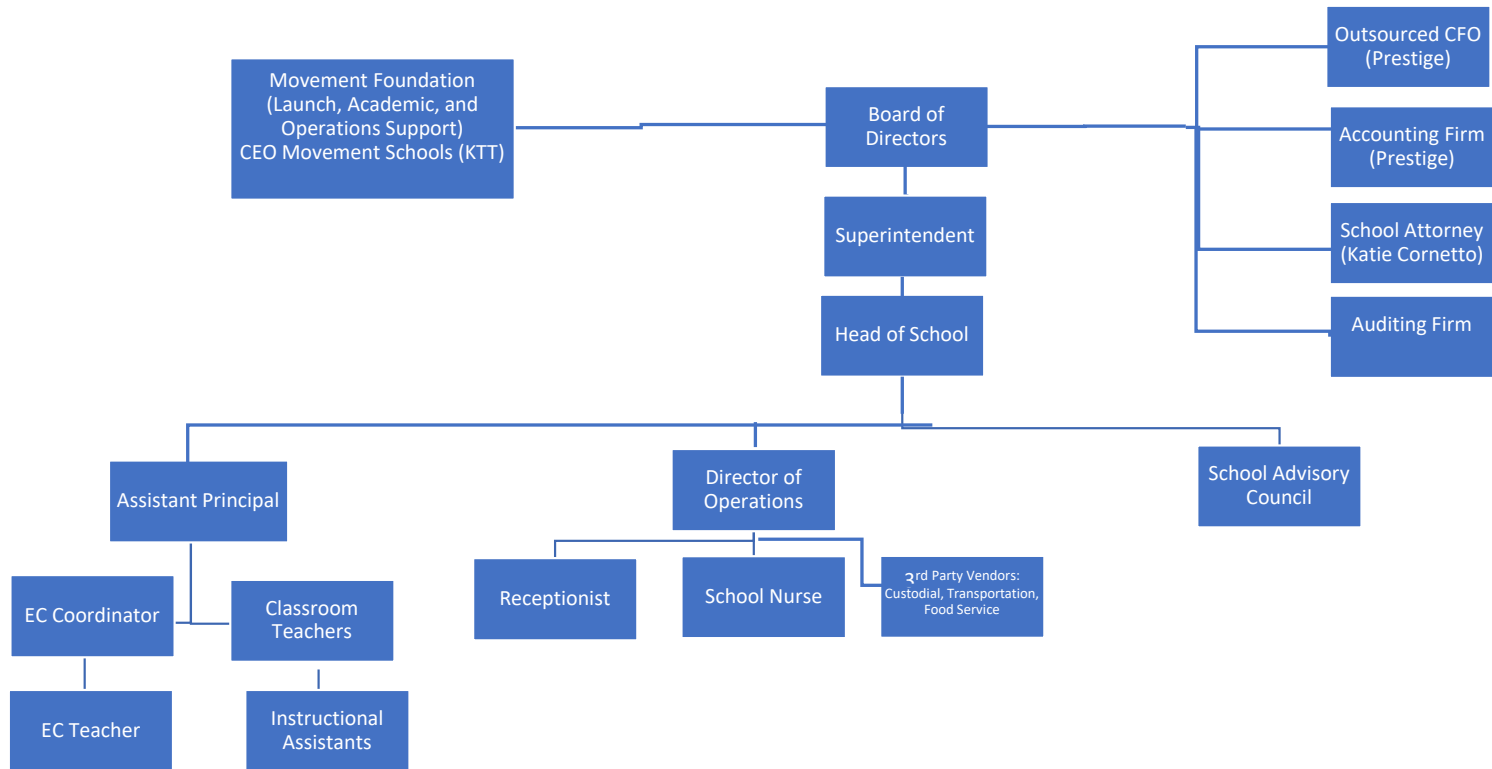 Movement Foundation
(Launch, Academic, and
Operations Support)
CEO Movement Schools (KTT)
Board of
Directors
Outsourced CFO
(Prestige)
Accounting Firm
(Prestige)
School Attorney
(Katie Cornetto)
Auditing Firm
Superintendent
Head of School
Assistant Principal
Director of
Operations
School Advisory
Council
EC Coordinator
Classroom
Teachers
Receptionist
School Nurse
3rd Party Vendors:
Custodial, Transportation,
Food Service
EC Teacher
Instructional
Assistants